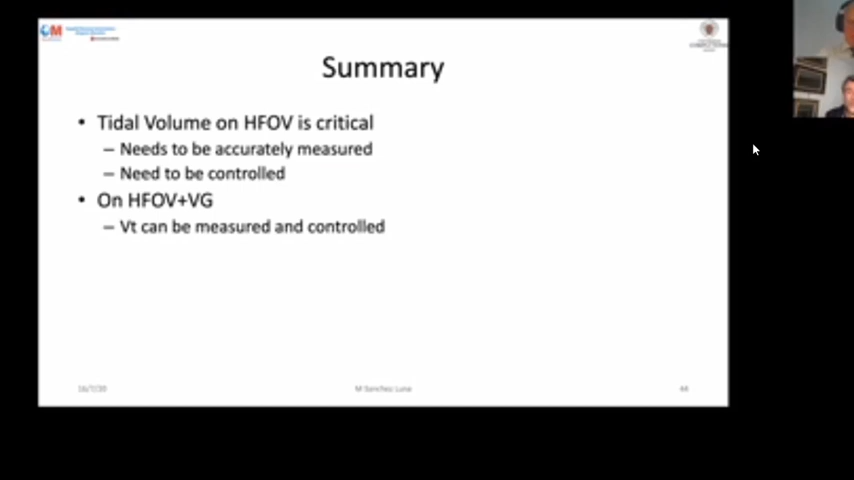 Summary
• Tidal Volume on HFOV is critical
– Needs to be accurately measured
– Need to be controlled
• On HFOV+VG
– Vt can be measured and controlled
16/7/20
M Sanchez Luna
44